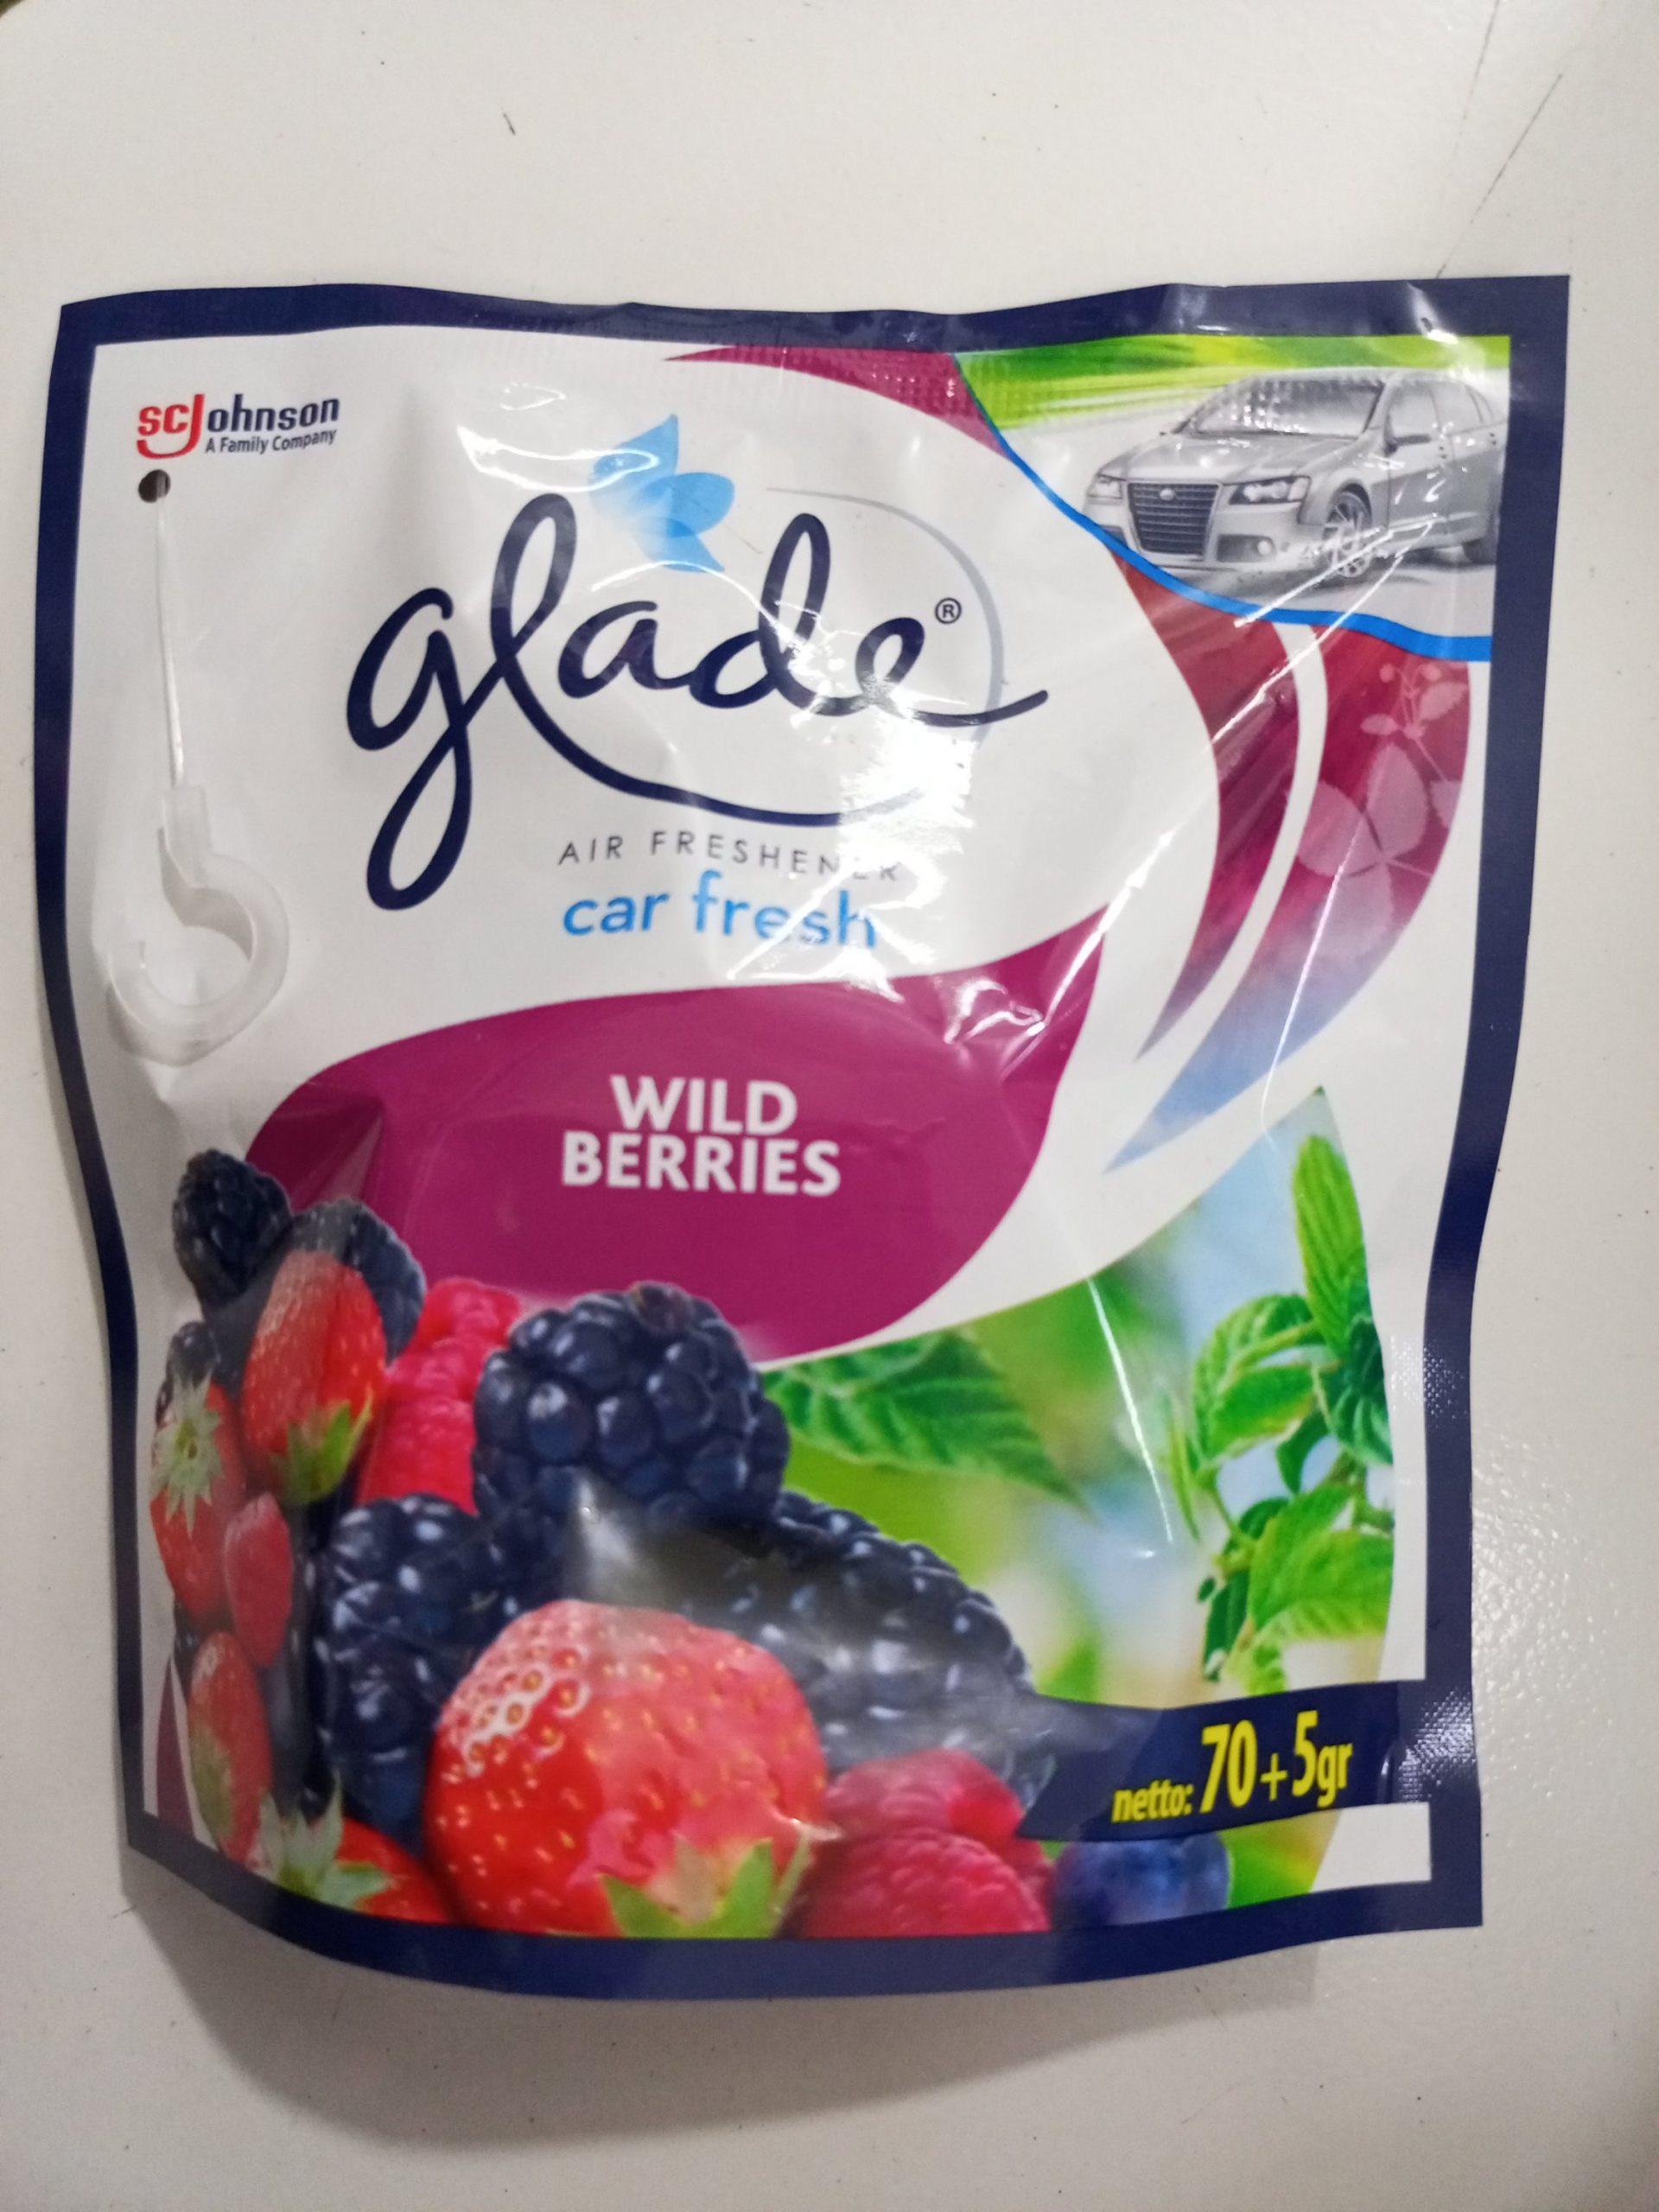 scJohnson
A Family Company
glade®
AIR FRESHENER
car fresh
WILD
BERRIES
netto: 70+5gr